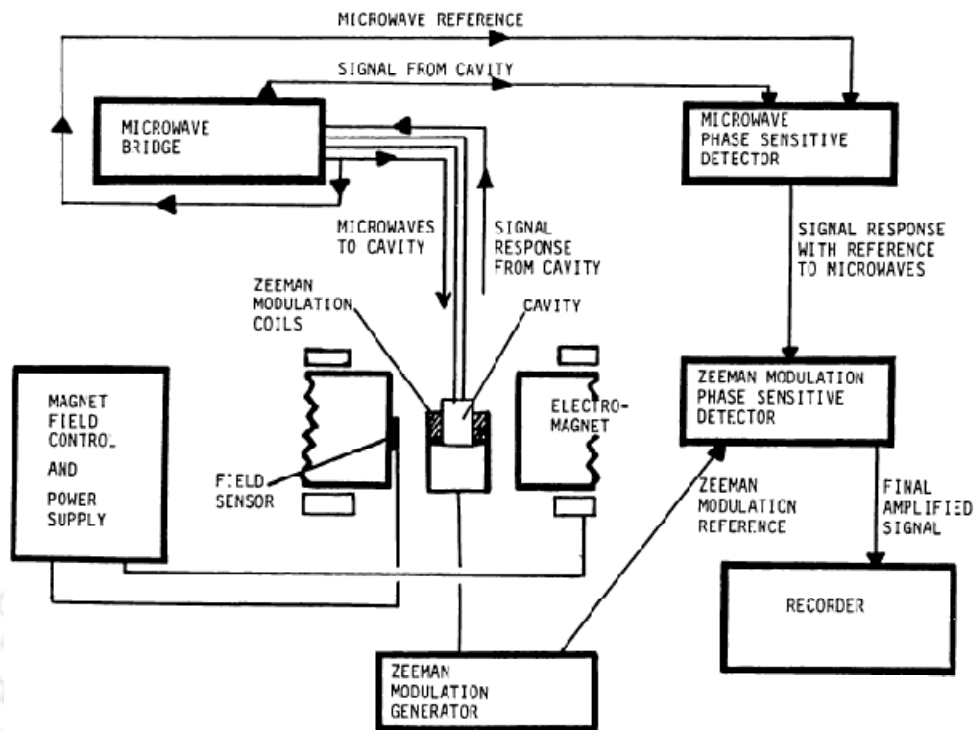 MICROWAVE REFERENCE
SIGNAL FROM CAVITY
MICROWAVE
BRIDGE
MICROWAVE
PHASE SENSITIVE
DETECTOR
MICROWAVES
TO CAVITY
SIGNAL
RESPONSE
FROM CAVITY
SIGNAL RESPONSE
WITH REFERENCE
TO MICROWAVES
ZEEMAN
MODULATION
COILS
CAVITY
MAGNET
FIELD
CONTROL
AND
POWER
SUPPLY
ELECTRO-
MAGNET
ZEEMAN MODULATION
PHASE SENSITIVE
DETECTOR
FIELD
SENSOR
ZEEMAN
MODULATION
REFERENCE
FINAL
AMPLIFIED
SIGNAL
RECORDER
ZEEMAN
MODULATION
GENERATOR